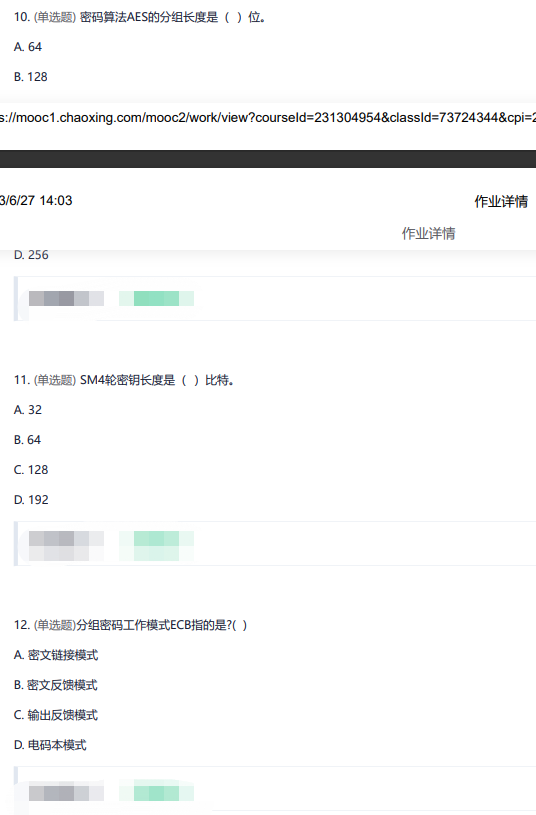 10. (单选题) 密码算法AES的分组长度是（ ）位。
A. 64
B. 128
s://mooc1.chaoxing.com/mooc2/work/view?courseId=231304954&classId=73724344&cpi=2
3/6/27 14:03 作业详情
作业详情
D. 256
11. (单选题) SM4轮密钥长度是（ ）比特。
A. 32
B. 64
C. 128
D. 192
12. (单选题)分组密码工作模式ECB指的是?( )
A. 密文链接模式
B. 密文反馈模式
C. 输出反馈模式
D. 电码本模式